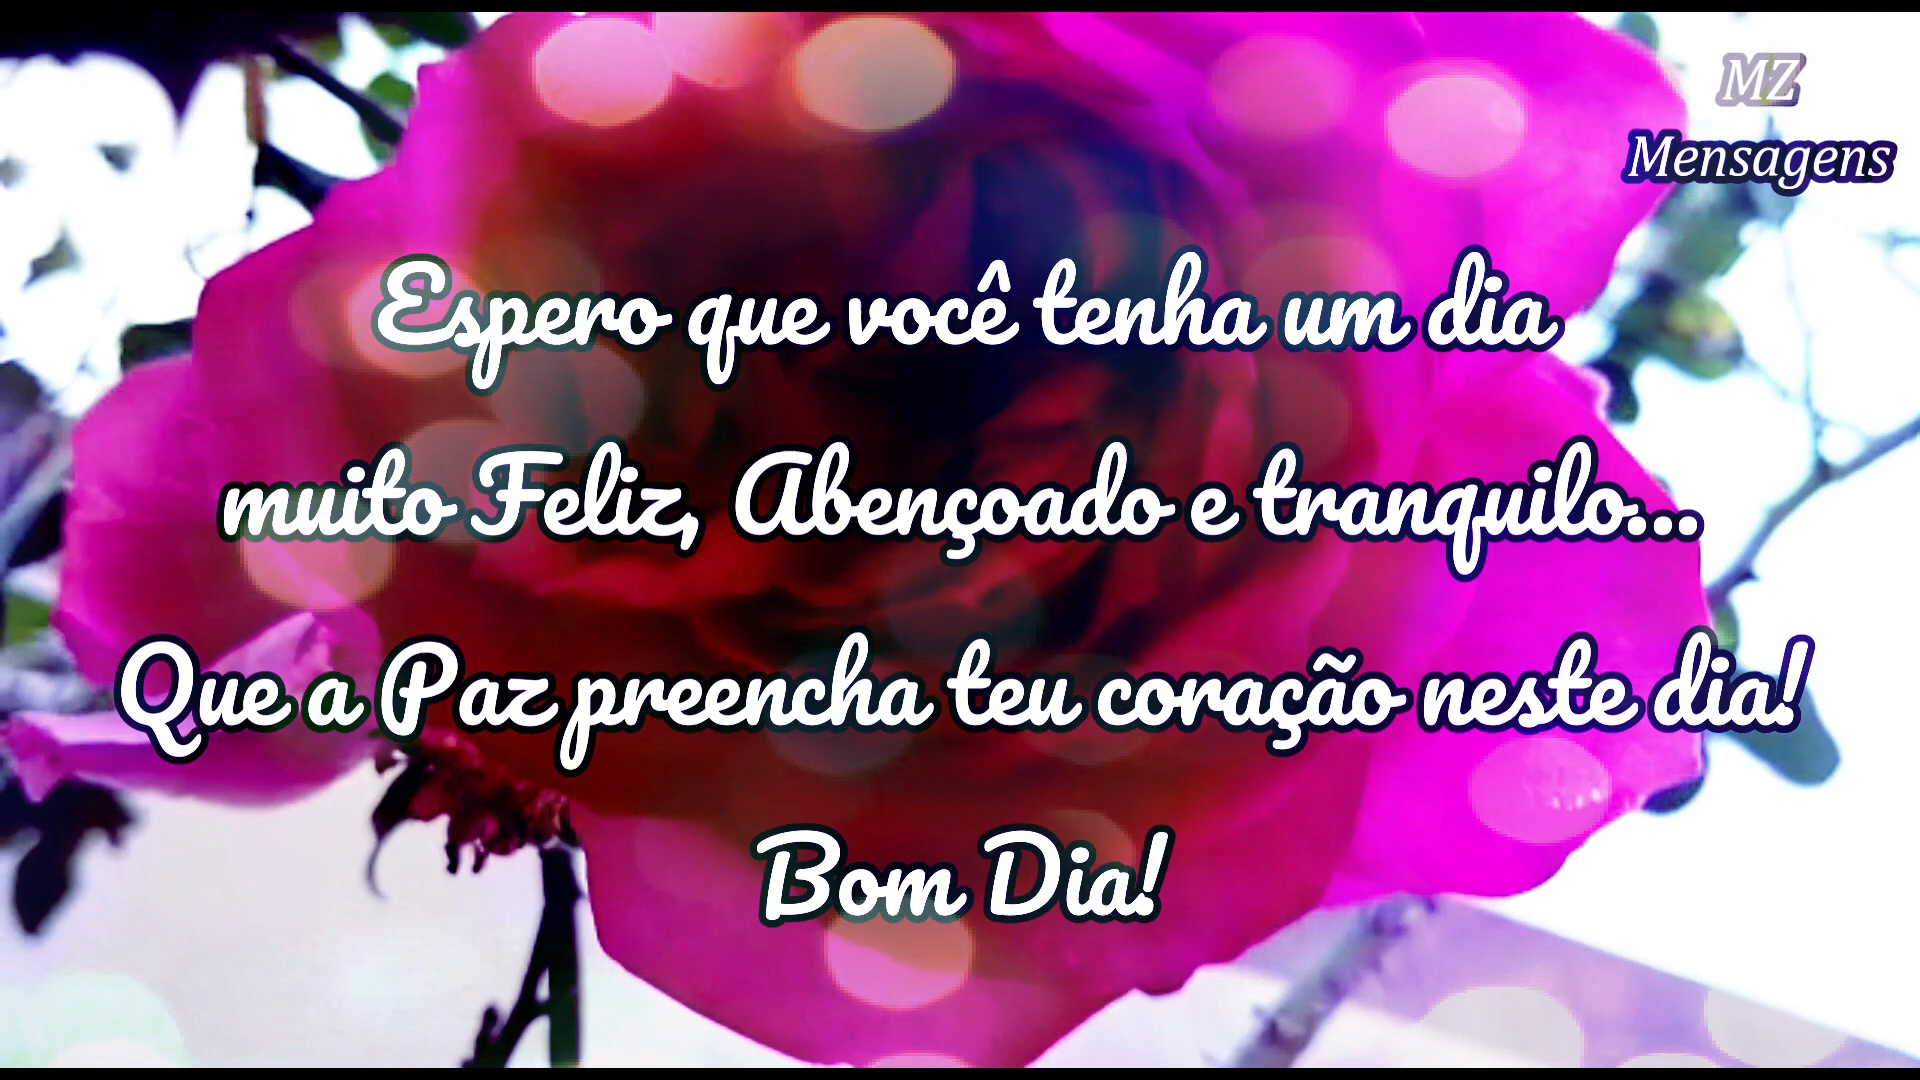 MZ
Mensagens
Espero que você tenha um dia
muito Feliz, Abençoado e tranquilo...
Que a Paz preencha teu coração neste dia!
Bom Dia!